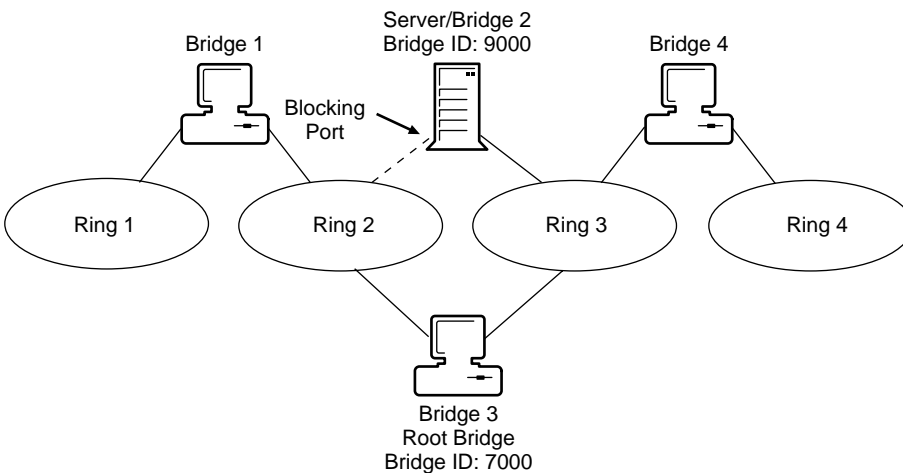 Server/Bridge 2
Bridge ID: 9000
Bridge 1
Bridge 4
Blocking
Port
Ring 1
Ring 2
Ring 3
Ring 4
Bridge 3
Root Bridge
Bridge ID: 7000